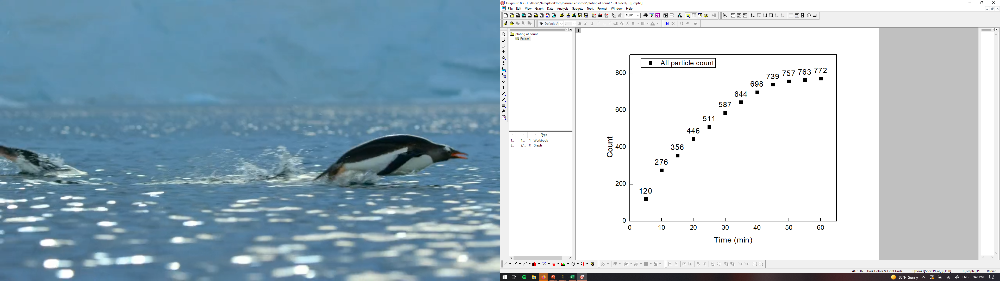 OriginPro 8.5 - C:\Users\Nareg\Desktop\Plasma Exosomes\ploting of count * - /Folder1/ - [Graph1]
File Edit View Graph Data Analysis Gadgets Tools Format Window Help
100%
Default: A 0 B I U
ploting of count
Folder1
Type
1... 1... 1 Workbook
8... 2/... 0 Graph
1
All particle count
800
600
400
200
0
Count
120
276
356
446
511
587
644
698
739
757
763
772
0 10 20 30 40 50 60
Time (min)
AU : ON Dark Colors & Light Grids 1:[Book1]Sheet1!Col(B)[1:30] 1:[Graph1]1!1 Radian
88°F Sunny ENG 5:45 PM